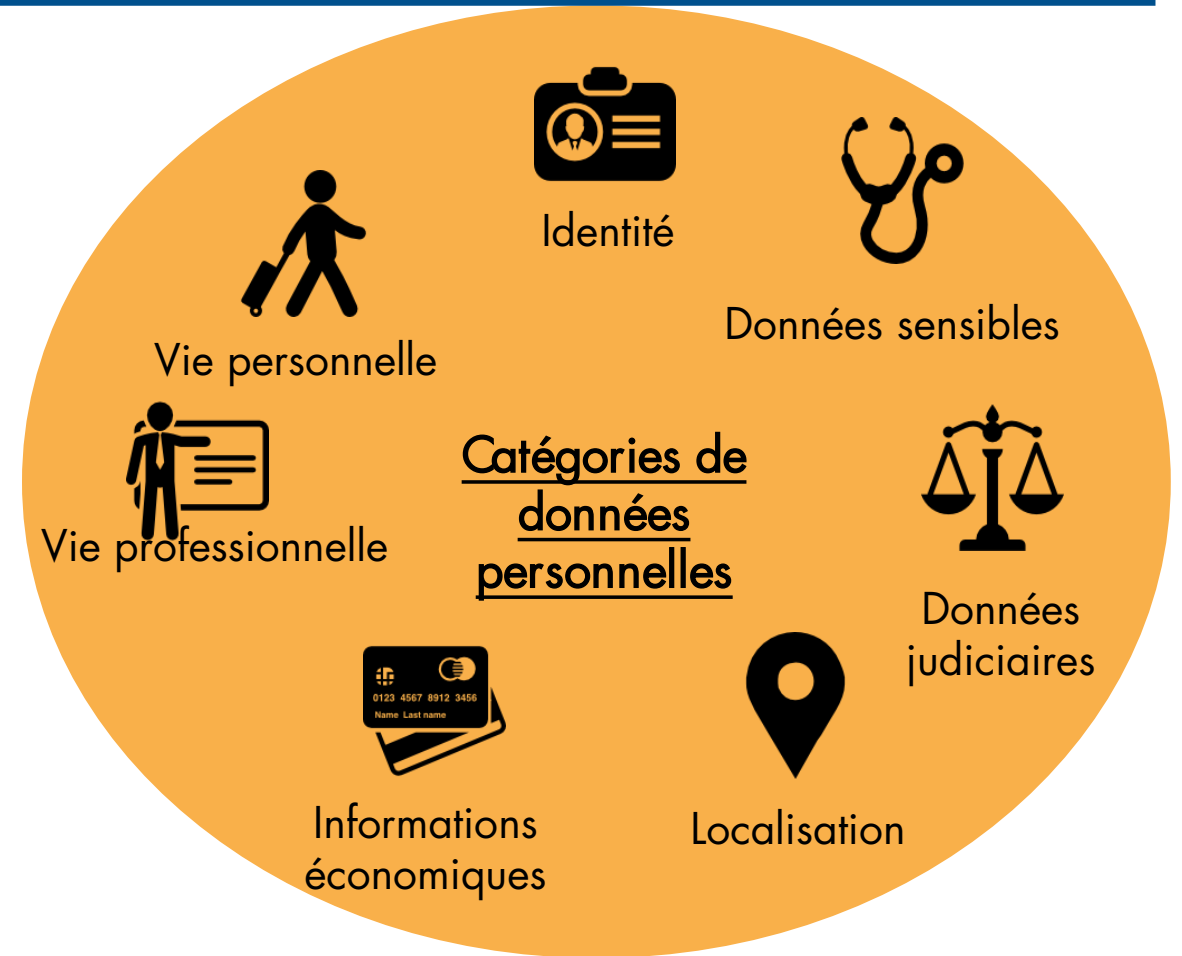 Identité
Données sensibles
Vie personnelle
Catégories de
données
personnelles
Vie professionnelle
Données
judiciaires
0123 4567 8912 3456
Name Last name
Informations
économiques
Localisation